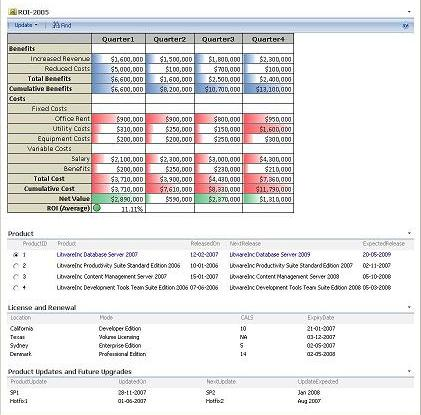 ROI-2005
Update Find
Quarter1 Quarter2 Quarter3 Quarter4
Benefits
Increased Revenue $1,600,000 $1,500,000 $1,800,000 $2,300,000
Reduced Costs $5,000,000 $100,000 $700,000 $100,000
Total Benefits $6,600,000 $1,600,000 $2,500,000 $2,400,000
Cumulative Benefits $6,600,000 $8,200,000 $10,700,000 $13,100,000
Costs
Fixed Costs
Office Rent $900,000 $900,000 $800,000 $950,000
Utility Costs $310,000 $250,000 $150,000 $1,600,000
Equipment Costs $200,000 $200,000 $250,000 $300,000
Variable Costs
Salary $2,100,000 $2,300,000 $3,000,000 $4,300,000
Benefits $200,000 $250,000 $230,000 $210,000
Total Cost $3,710,000 $3,900,000 $4,430,000 $7,360,000
Cumulative Cost $3,710,000 $7,610,000 $8,330,000 $11,790,000
Net Value $2,890,000 $590,000 $2,370,000 $1,310,000
ROI (Average) 11.11%
Product
ProductID Product ReleasedOn NextRelease ExpectedRelease
1 LitwareInc Database Server 2007 12-02-2007 LitwareInc Database Server 2009 20-05-2009
2 LitwareInc Productivity Suite Standard Edition 2006 10-01-2006 LitwareInc Productivity Suite Standard Edition 2007 02-11-2007
3 LitwareInc Content Management Server 2007 15-01-2007 LitwareInc Content Management Server 2008 05-10-2008
4 LitwareInc Development Tools Team Suite Edition 2006 07-06-2006 LitwareInc Development Tools Team Suite Edition 2008 05-03-2008
License and Renewal
Location Mode CALS ExpiryDate
California Developer Edition 10 21-01-2007
Texas Volume Licensing NA 03-12-2007
Sydney Enterprise Edition 5 02-05-2007
Denmark Professional Edition 14 02-05-2008
Product Updates and Future Upgrades
ProductUpdate UpdatedOn NextUpdate UpdateExpected
SP1 28-11-2007 SP2 Jan 2008
Hotfix1 01-06-2007 Hotfix2 Aug 2007